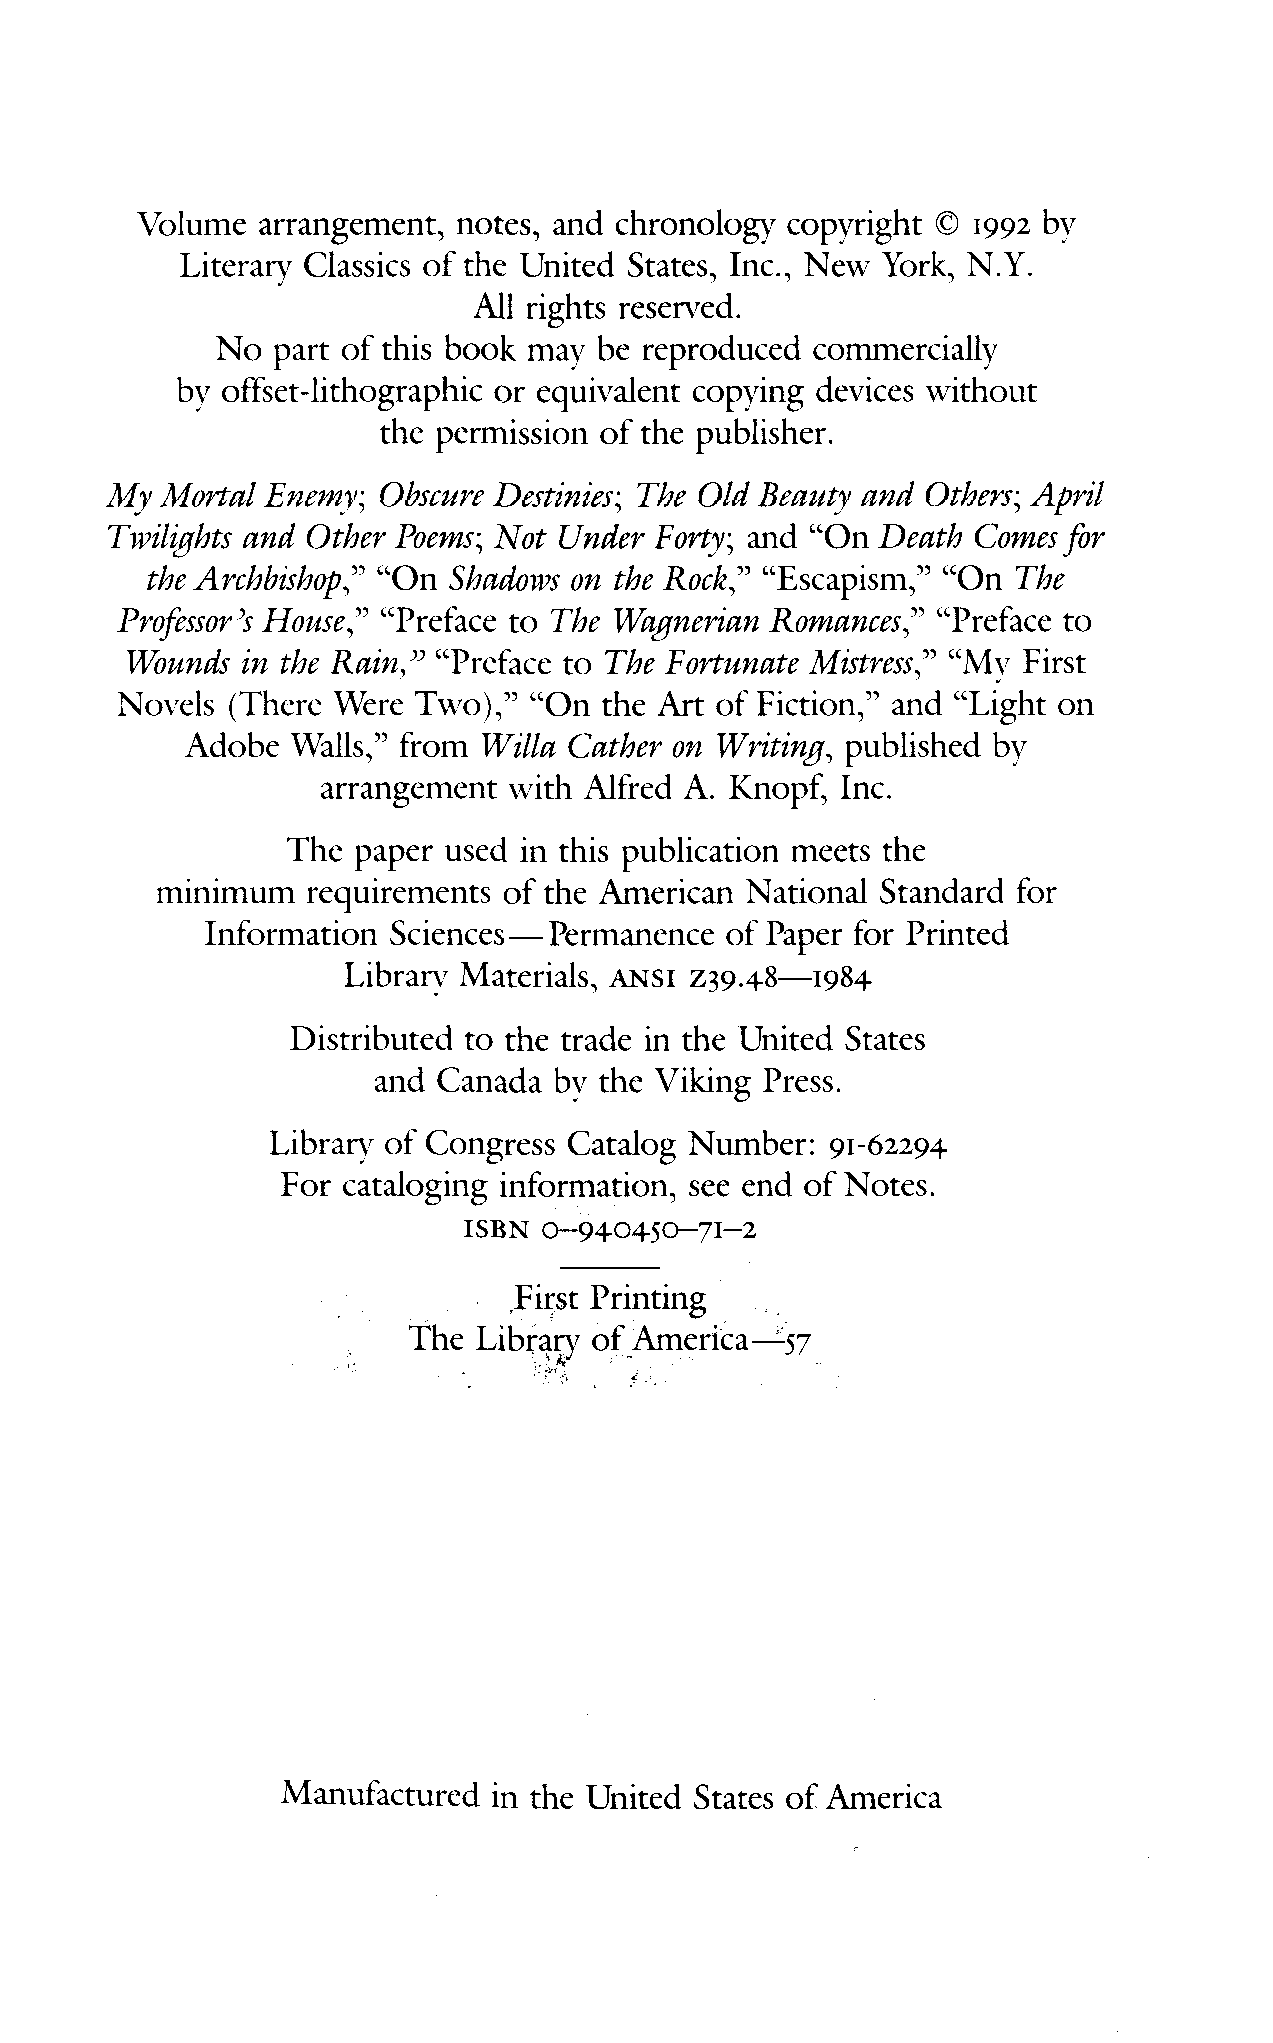 Volume arrangement, notes, and chronology copyright © 1992 by
Literary Classics of the United States, Inc., New York, N.Y.
All rights reserved.
No part of this book may be reproduced commercially
by offset-lithographic or equivalent copying devices without
the permission of the publisher.
My Mortal Enemy; Obscure Destinies; The Old Beauty and Others; April
Twilights and Other Poems; Not Under Forty; and “On Death Comes for
the Archbishop,” “On Shadows on the Rock,” “Escapism,” “On The
Professor’s House,” “Preface to The Wagnerian Romances,” “Preface to
Wounds in the Rain,” “Preface to The Fortunate Mistress,” “My First
Novels (There Were Two),” “On the Art of Fiction,” and “Light on
Adobe Walls,” from Willa Cather on Writing, published by
arrangement with Alfred A. Knopf, Inc.
The paper used in this publication meets the
minimum requirements of the American National Standard for
Information Sciences—Permanence of Paper for Printed
Library Materials, ANSI Z39.48—1984
Distributed to the trade in the United States
and Canada by the Viking Press.
Library of Congress Catalog Number: 91-62294
For cataloging information, see end of Notes.
ISBN 0–940450–71–2
First Printing
The Library of America—57
Manufactured in the United States of America